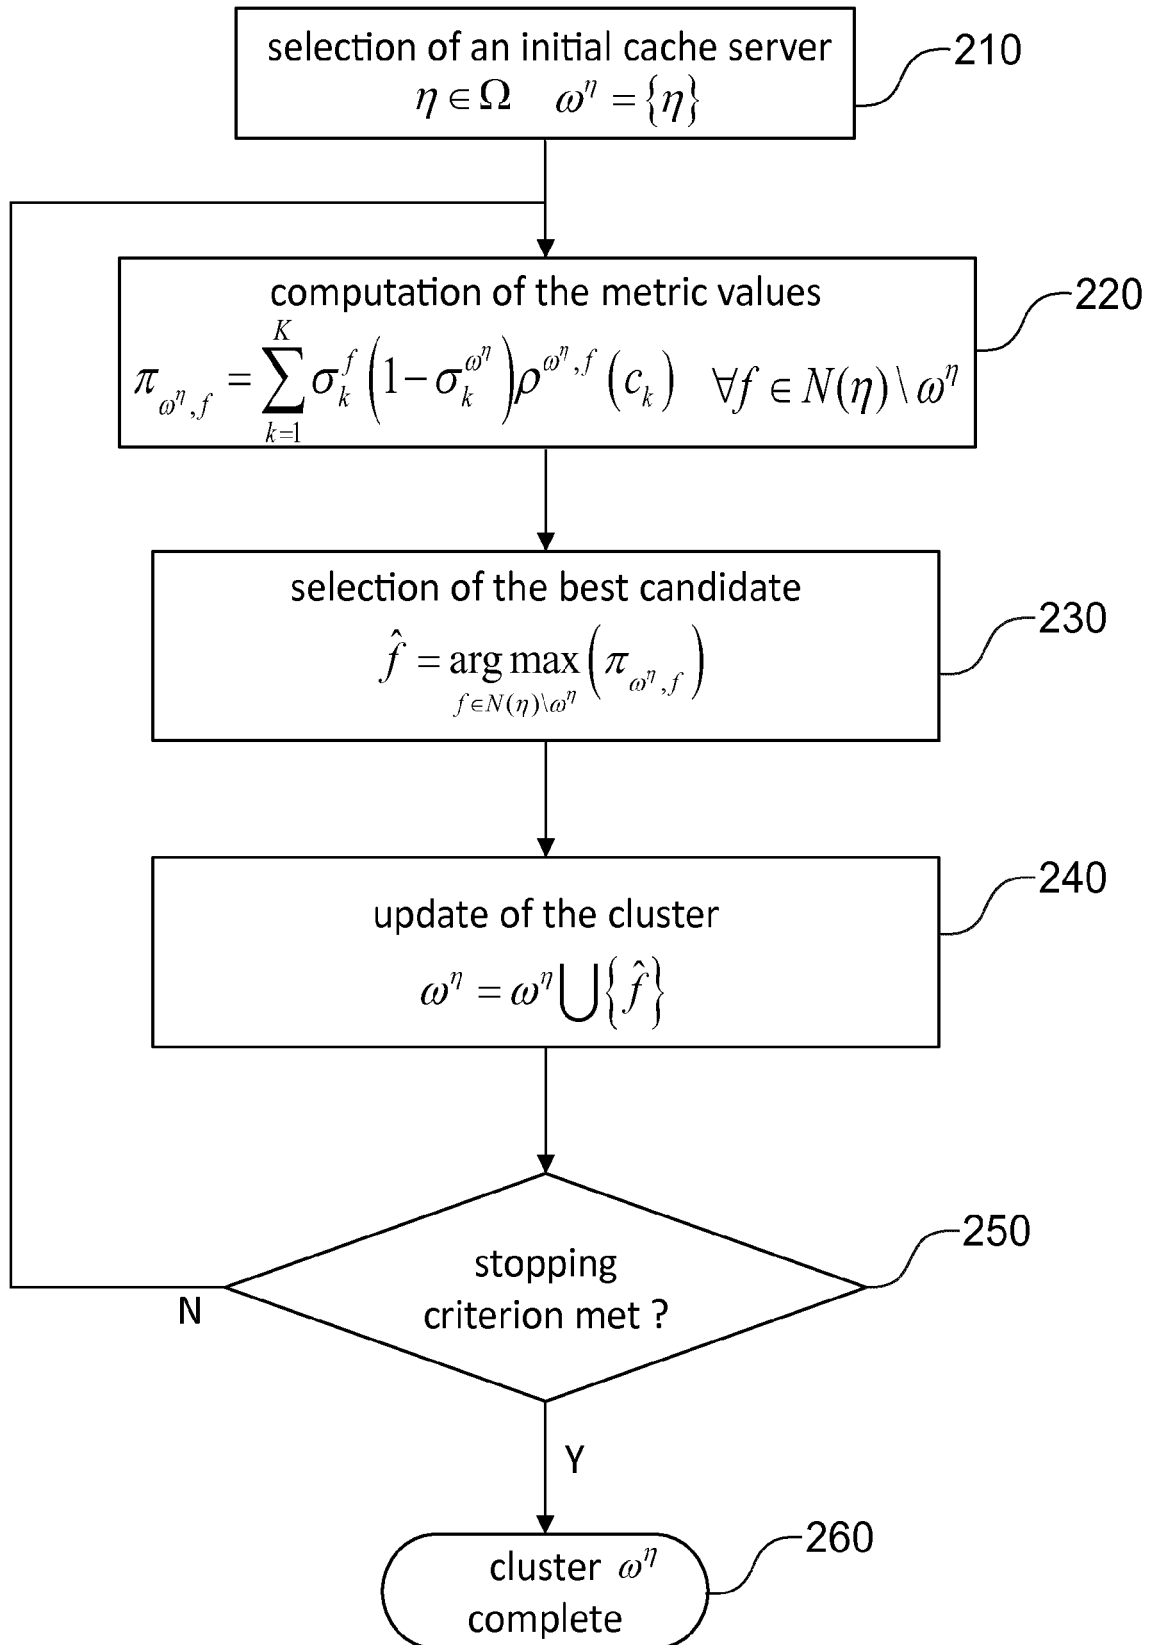 selection of an initial cache server
η ∈ Ω ω^η = {η}
210
computation of the metric values
π_{ω^η,f} = ∑_{k=1}^{K} σ_k^f (1−σ_k^{ω^η}) ρ^{ω^η,f} (c_k) ∀f ∈ N(η) \ ω^η
220
selection of the best candidate
f̂ = arg max_{f∈N(η)\ω^η} (π_{ω^η,f})
230
update of the cluster
ω^η = ω^η ⋃ {f̂}
240
stopping
criterion met ?
250
N
Y
cluster ω^η
complete
260